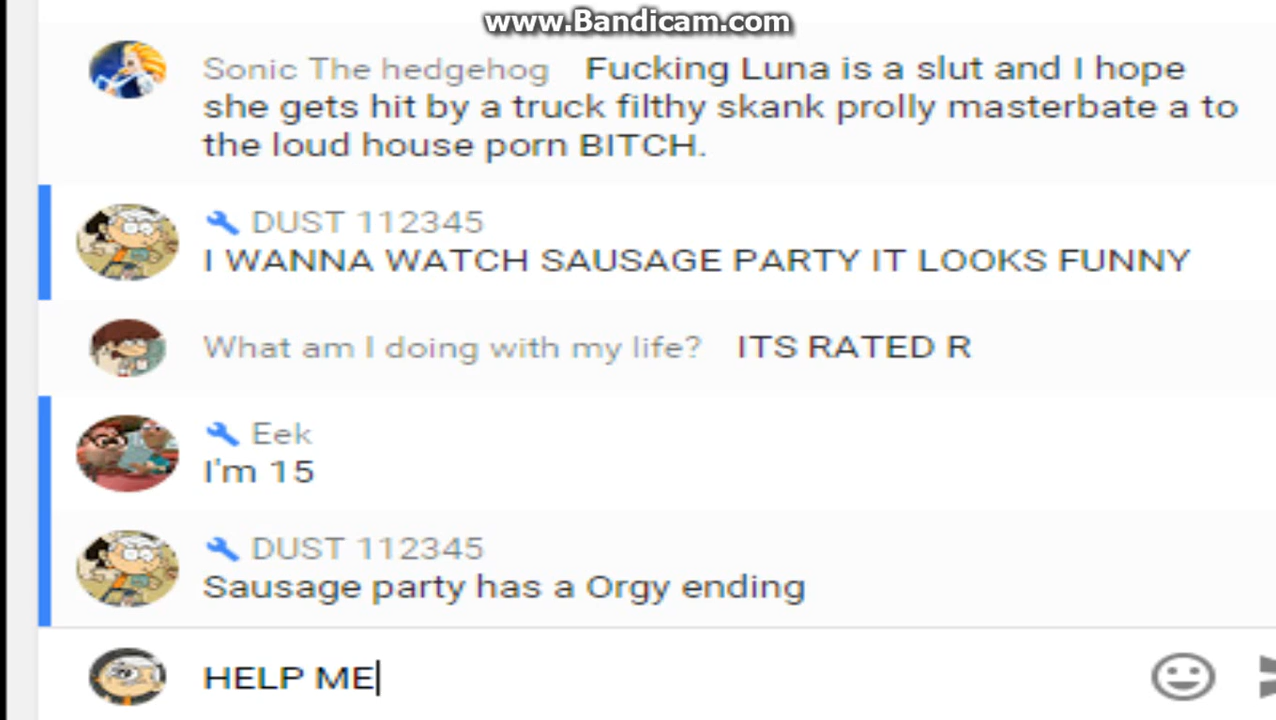 www.Bandicam.com
Sonic The hedgehog Fucking Luna is a slut and I hope
she gets hit by a truck filthy skank prolly masterbate a to
the loud house porn BITCH.
DUST 112345
I WANNA WATCH SAUSAGE PARTY IT LOOKS FUNNY
What am I doing with my life? ITS RATED R
Eek
I'm 15
DUST 112345
Sausage party has a Orgy ending
HELP ME